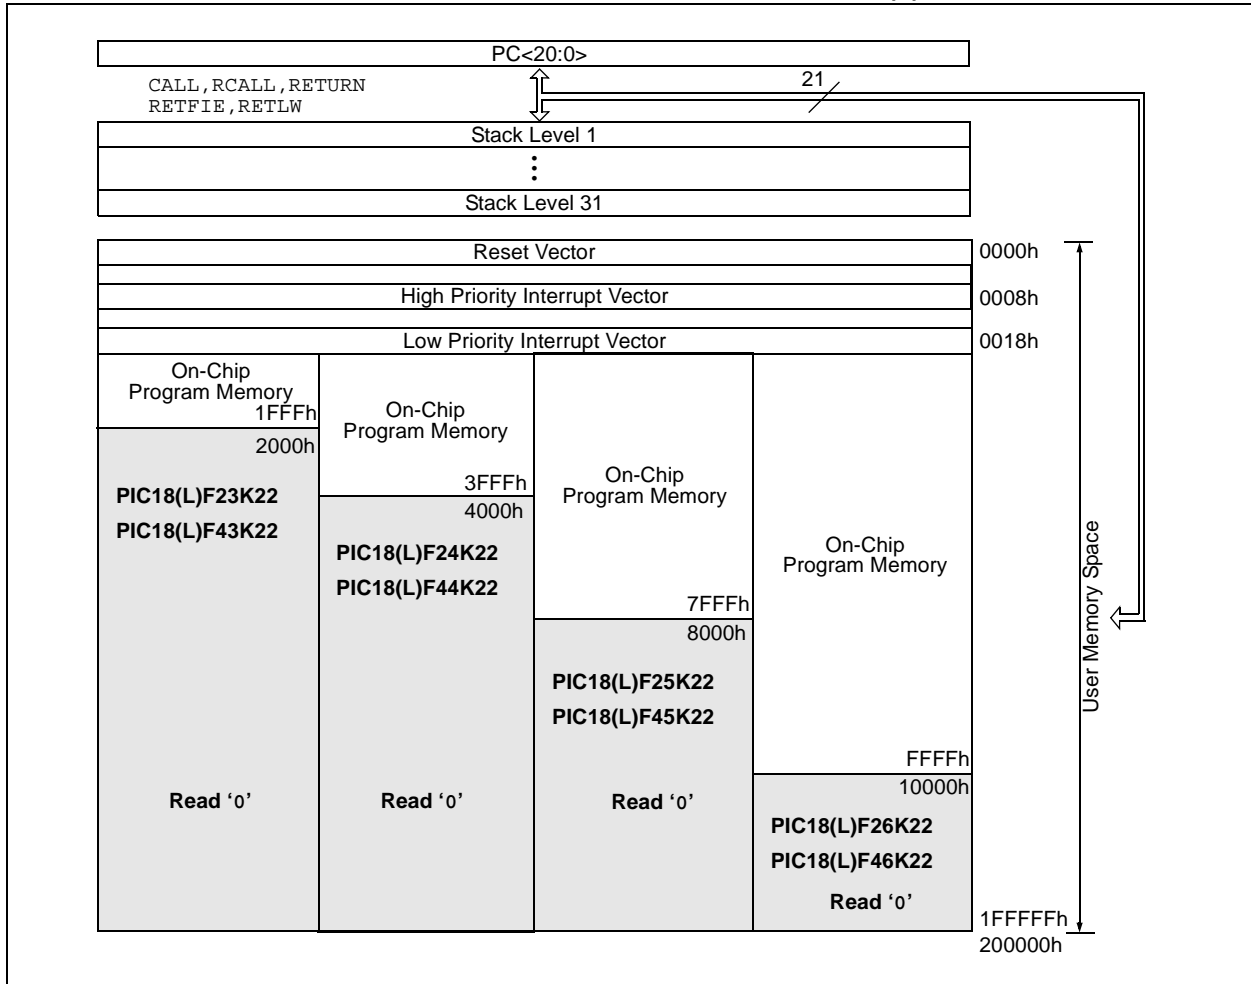 PC<20:0>
CALL,RCALL,RETURN
RETFIE,RETLW
21
Stack Level 1
Stack Level 31
Reset Vector
0000h
High Priority Interrupt Vector
0008h
Low Priority Interrupt Vector
0018h
On-Chip
Program Memory
1FFFh
2000h
PIC18(L)F23K22
PIC18(L)F43K22
Read ‘0’
On-Chip
Program Memory
3FFFh
4000h
PIC18(L)F24K22
PIC18(L)F44K22
Read ‘0’
On-Chip
Program Memory
7FFFh
8000h
PIC18(L)F25K22
PIC18(L)F45K22
Read ‘0’
On-Chip
Program Memory
FFFFh
10000h
PIC18(L)F26K22
PIC18(L)F46K22
Read ‘0’
1FFFFFh
200000h
User Memory Space